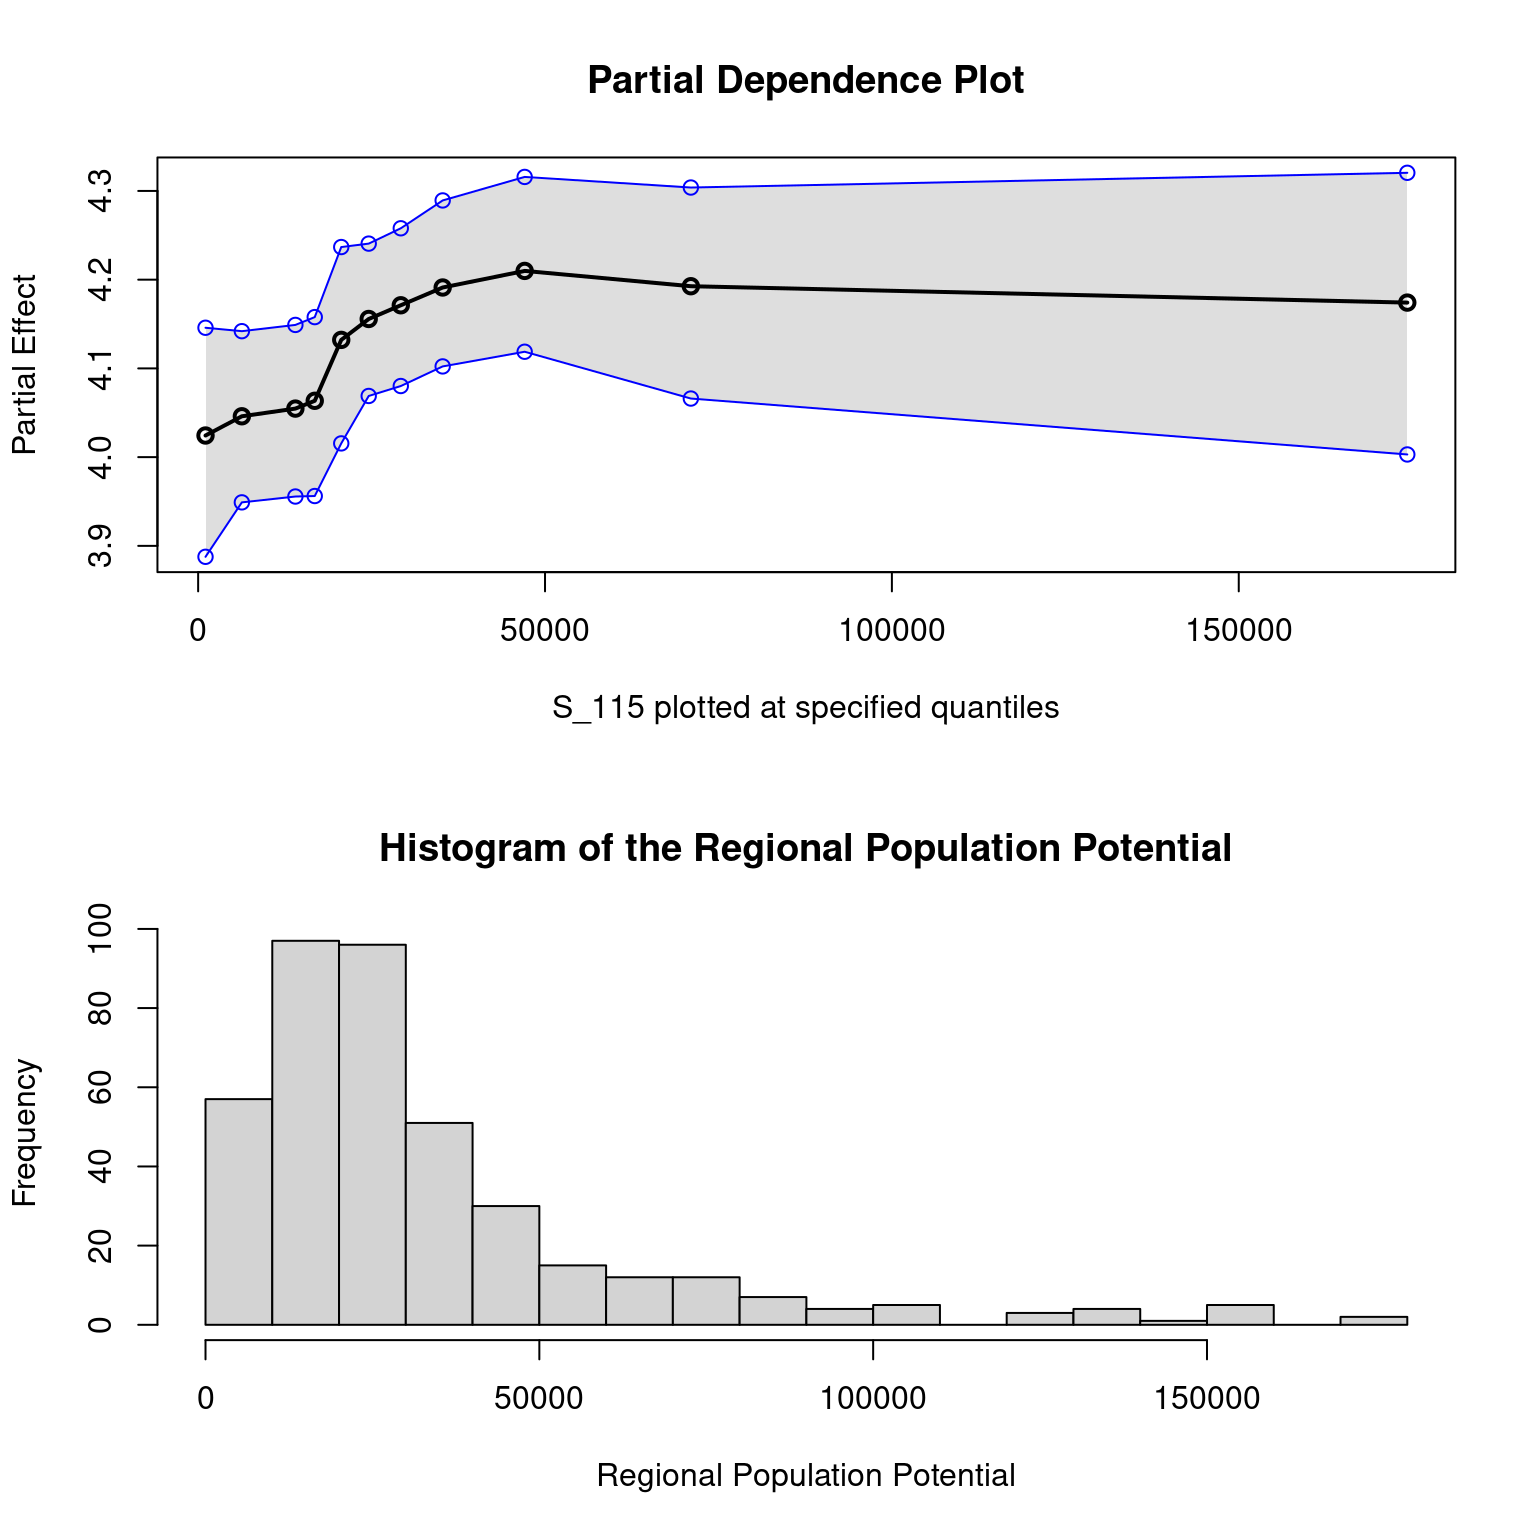 Partial Dependence Plot
Partial Effect
4.3
4.2
4.1
4.0
3.9
0 50000 100000 150000
S_115 plotted at specified quantiles
Histogram of the Regional Population Potential
Frequency
100
80
60
40
20
0
0 50000 100000 150000
Regional Population Potential